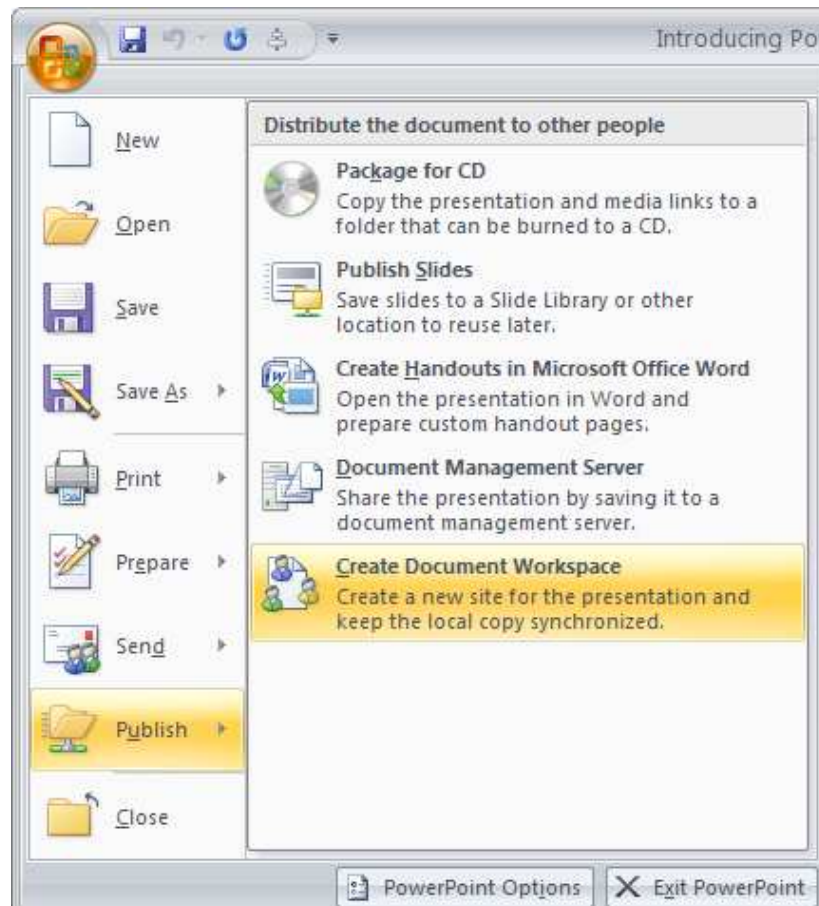 Introducing Po
New
Open
Save
Save As
Print
Prepare
Send
Publish
Close
Distribute the document to other people
Package for CD
Copy the presentation and media links to a
folder that can be burned to a CD.
Publish Slides
Save slides to a Slide Library or other
location to reuse later.
Create Handouts in Microsoft Office Word
Open the presentation in Word and
prepare custom handout pages.
Document Management Server
Share the presentation by saving it to a
document management server.
Create Document Workspace
Create a new site for the presentation and
keep the local copy synchronized.
PowerPoint Options
Exit PowerPoint